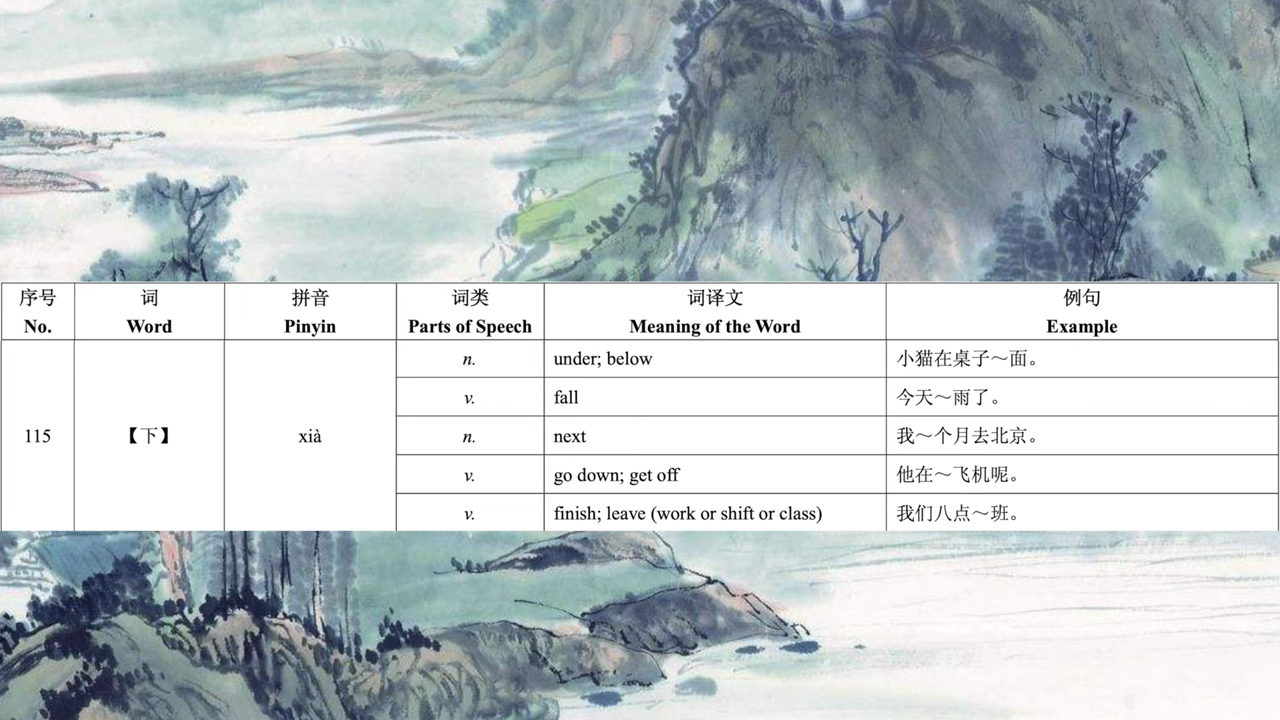 序号 词 拼音 词类 词译文 例句
No. Word Pinyin Parts of Speech Meaning of the Word Example
n. under; below 小猫在桌子～面。
v. fall 今天～雨了。
115 【下】 xià n. next 我～个月去北京。
v. go down; get off 他在～飞机呢。
v. finish; leave (work or shift or class) 我们八点～班。